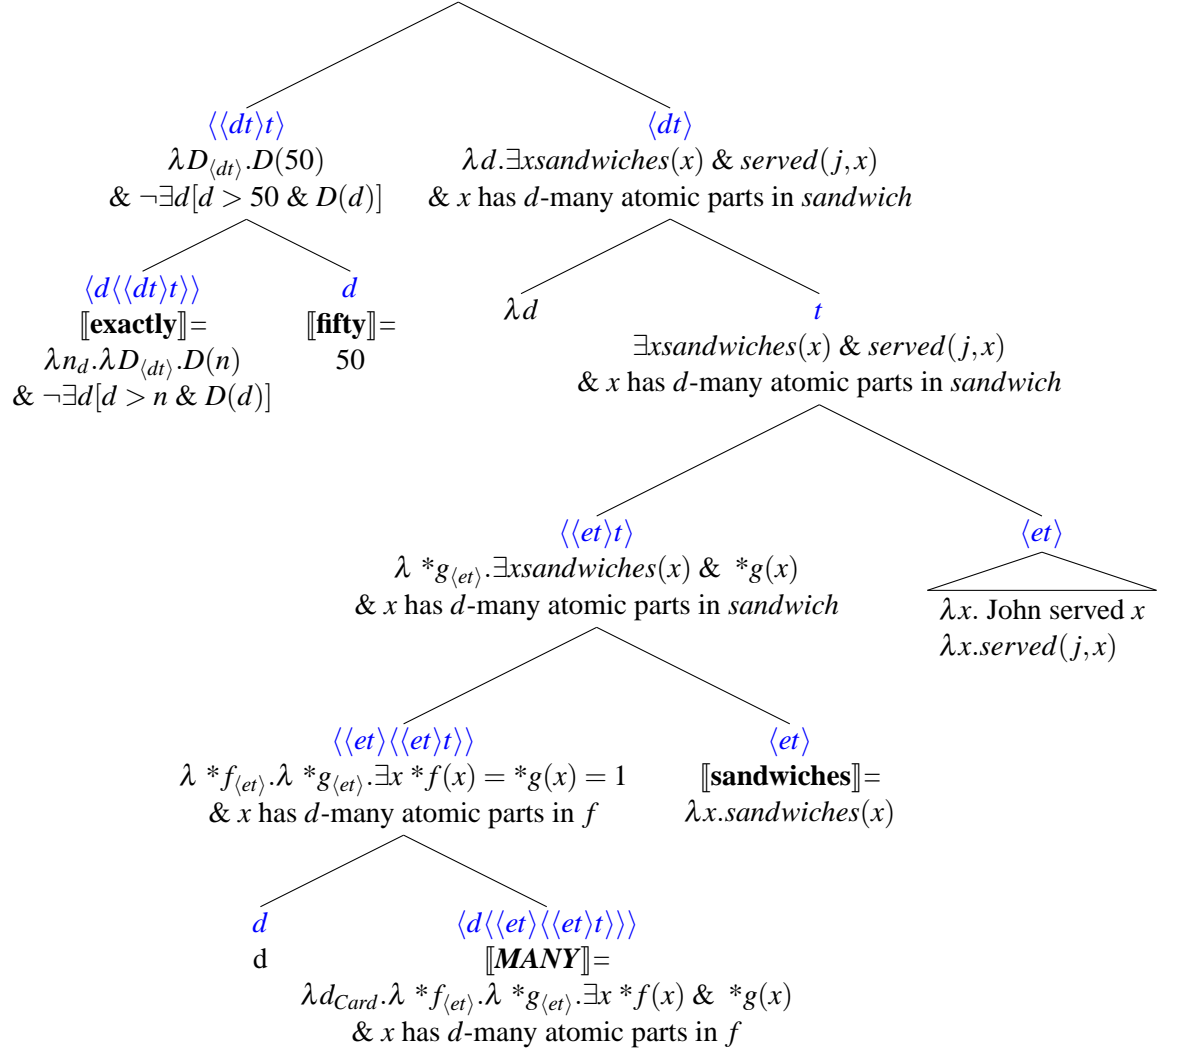 ⟨⟨dt⟩t⟩
λD⟨dt⟩.D(50)
& ¬∃d[d > 50 & D(d)]
⟨dt⟩
λd.∃xsandwiches(x) & served(j,x)
& x has d-many atomic parts in sandwich
⟨d⟨⟨dt⟩t⟩⟩
⟦exactly⟧=
λn_d.λD⟨dt⟩.D(n)
& ¬∃d[d > n & D(d)]
d
⟦fifty⟧=
50
λd
t
∃xsandwiches(x) & served(j,x)
& x has d-many atomic parts in sandwich
⟨⟨et⟩t⟩
λ *g⟨et⟩.∃xsandwiches(x) & *g(x)
& x has d-many atomic parts in sandwich
⟨et⟩
λx. John served x
λx.served(j,x)
⟨⟨et⟩⟨⟨et⟩t⟩⟩
λ *f⟨et⟩.λ *g⟨et⟩.∃x *f(x) = *g(x) = 1
& x has d-many atomic parts in f
⟨et⟩
⟦sandwiches⟧=
λx.sandwiches(x)
d
d
⟨d⟨⟨et⟩⟨⟨et⟩t⟩⟩⟩
⟦MANY⟧=
λd_Card.λ *f⟨et⟩.λ *g⟨et⟩.∃x *f(x) & *g(x)
& x has d-many atomic parts in f